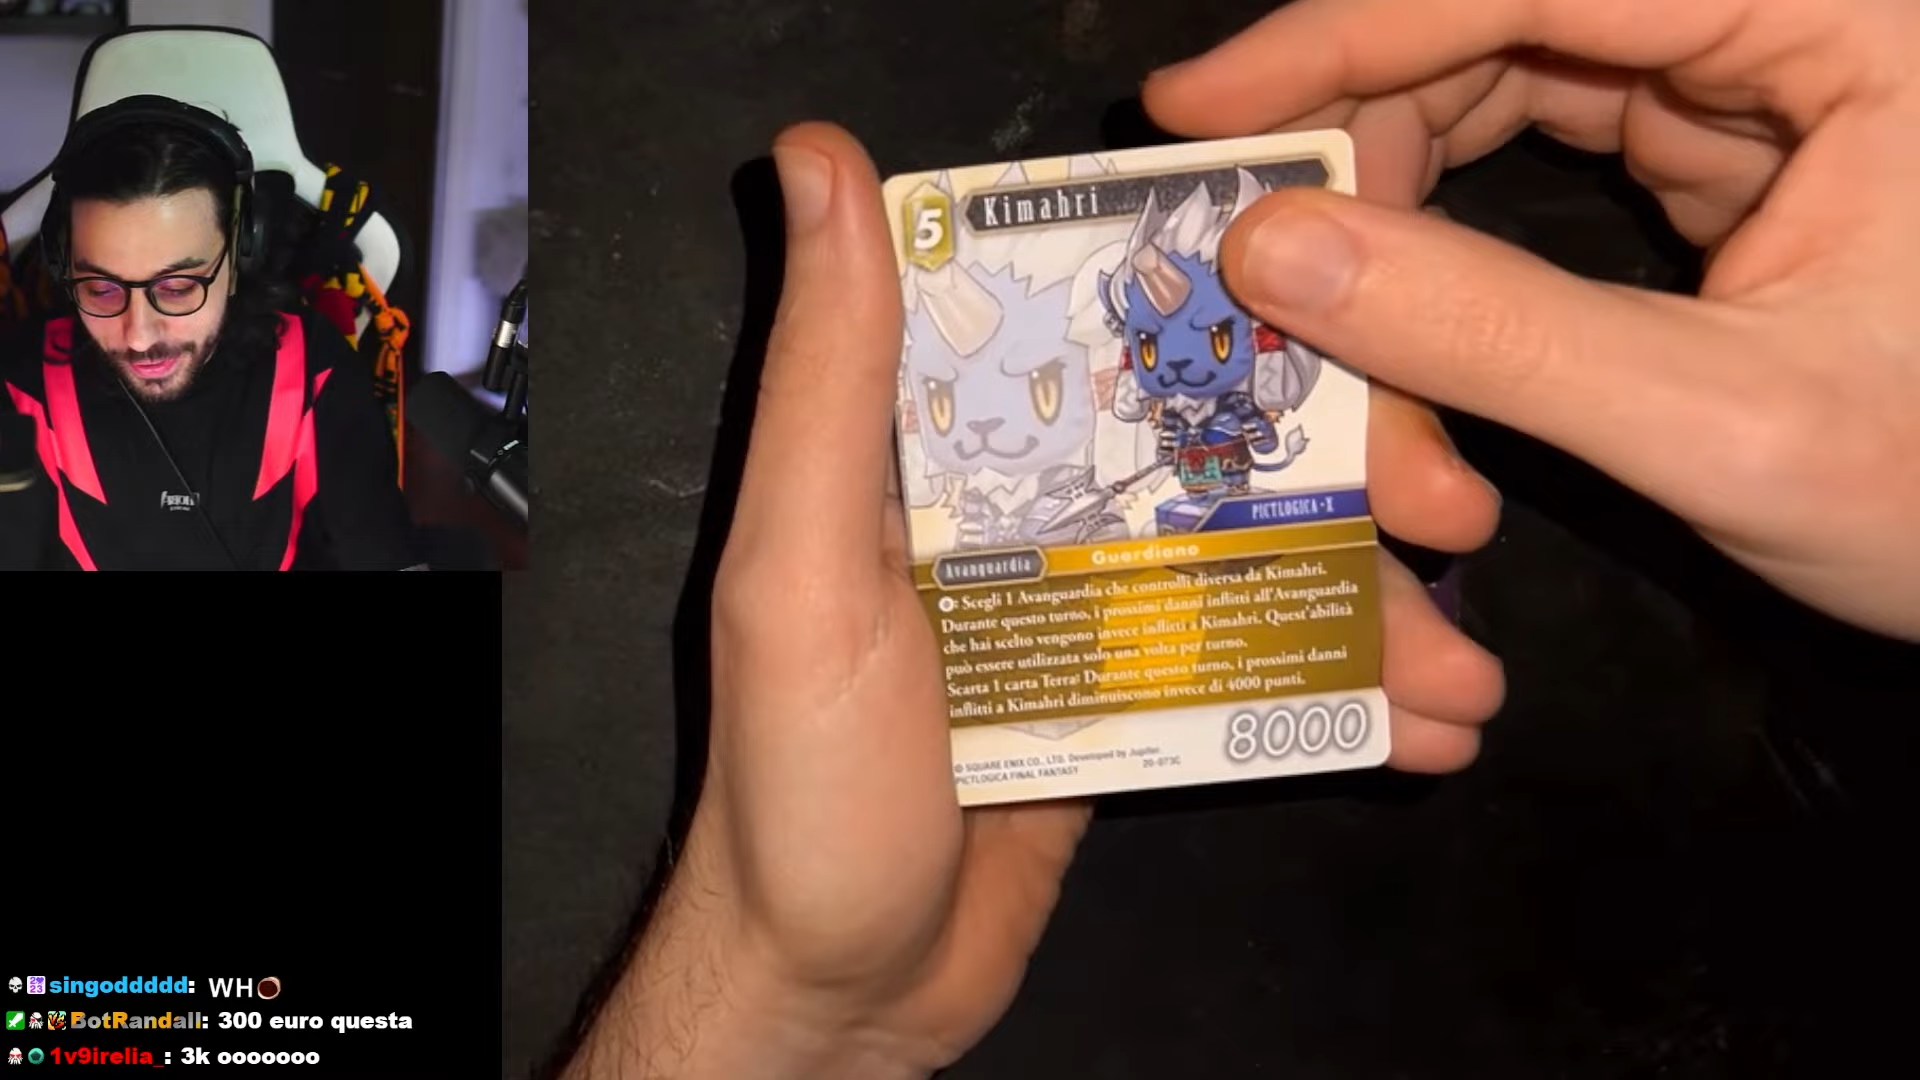 5
Kimahri
PICTLOGICA·X
Avanguardia
Guardiano
: Scegli 1 Avanguardia che controlli diversa da Kimahri.
Durante questo turno, i prossimi danni inflitti all'Avanguardia
che hai scelto vengono invece inflitti a Kimahri. Quest'abilità
può essere utilizzata solo una volta per turno.
Scarta 1 carta Terra: Durante questo turno, i prossimi danni
inflitti a Kimahri diminuiscono invece di 4000 punti.
8000
© SQUARE ENIX CO., LTD. Developed by Jupiter.
PICTLOGICA FINAL FANTASY
20-073C
singoddddd: WH
BotRandall: 300 euro questa
1v9irelia_: 3k ooooooo